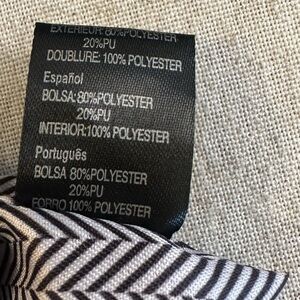 EXTÉRIEUR: 80%POLYESTER
20%PU
DOUBLURE: 100% POLYESTER
Español
BOLSA:80%POLYESTER
20%PU
INTERIOR:100% POLYESTER
Português
BOLSA 80%POLYESTER
20%PU
FORRO 100% POLYESTER